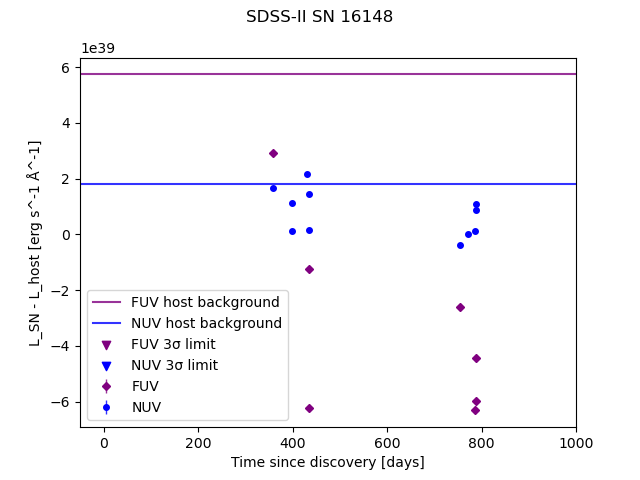 SDSS-II SN 16148
1e39
6
4
2
0
−2
−4
−6
L_SN - L_host [erg s^-1 Å^-1]
FUV host background
NUV host background
FUV 3σ limit
NUV 3σ limit
FUV
NUV
0 200 400 600 800 1000
Time since discovery [days]